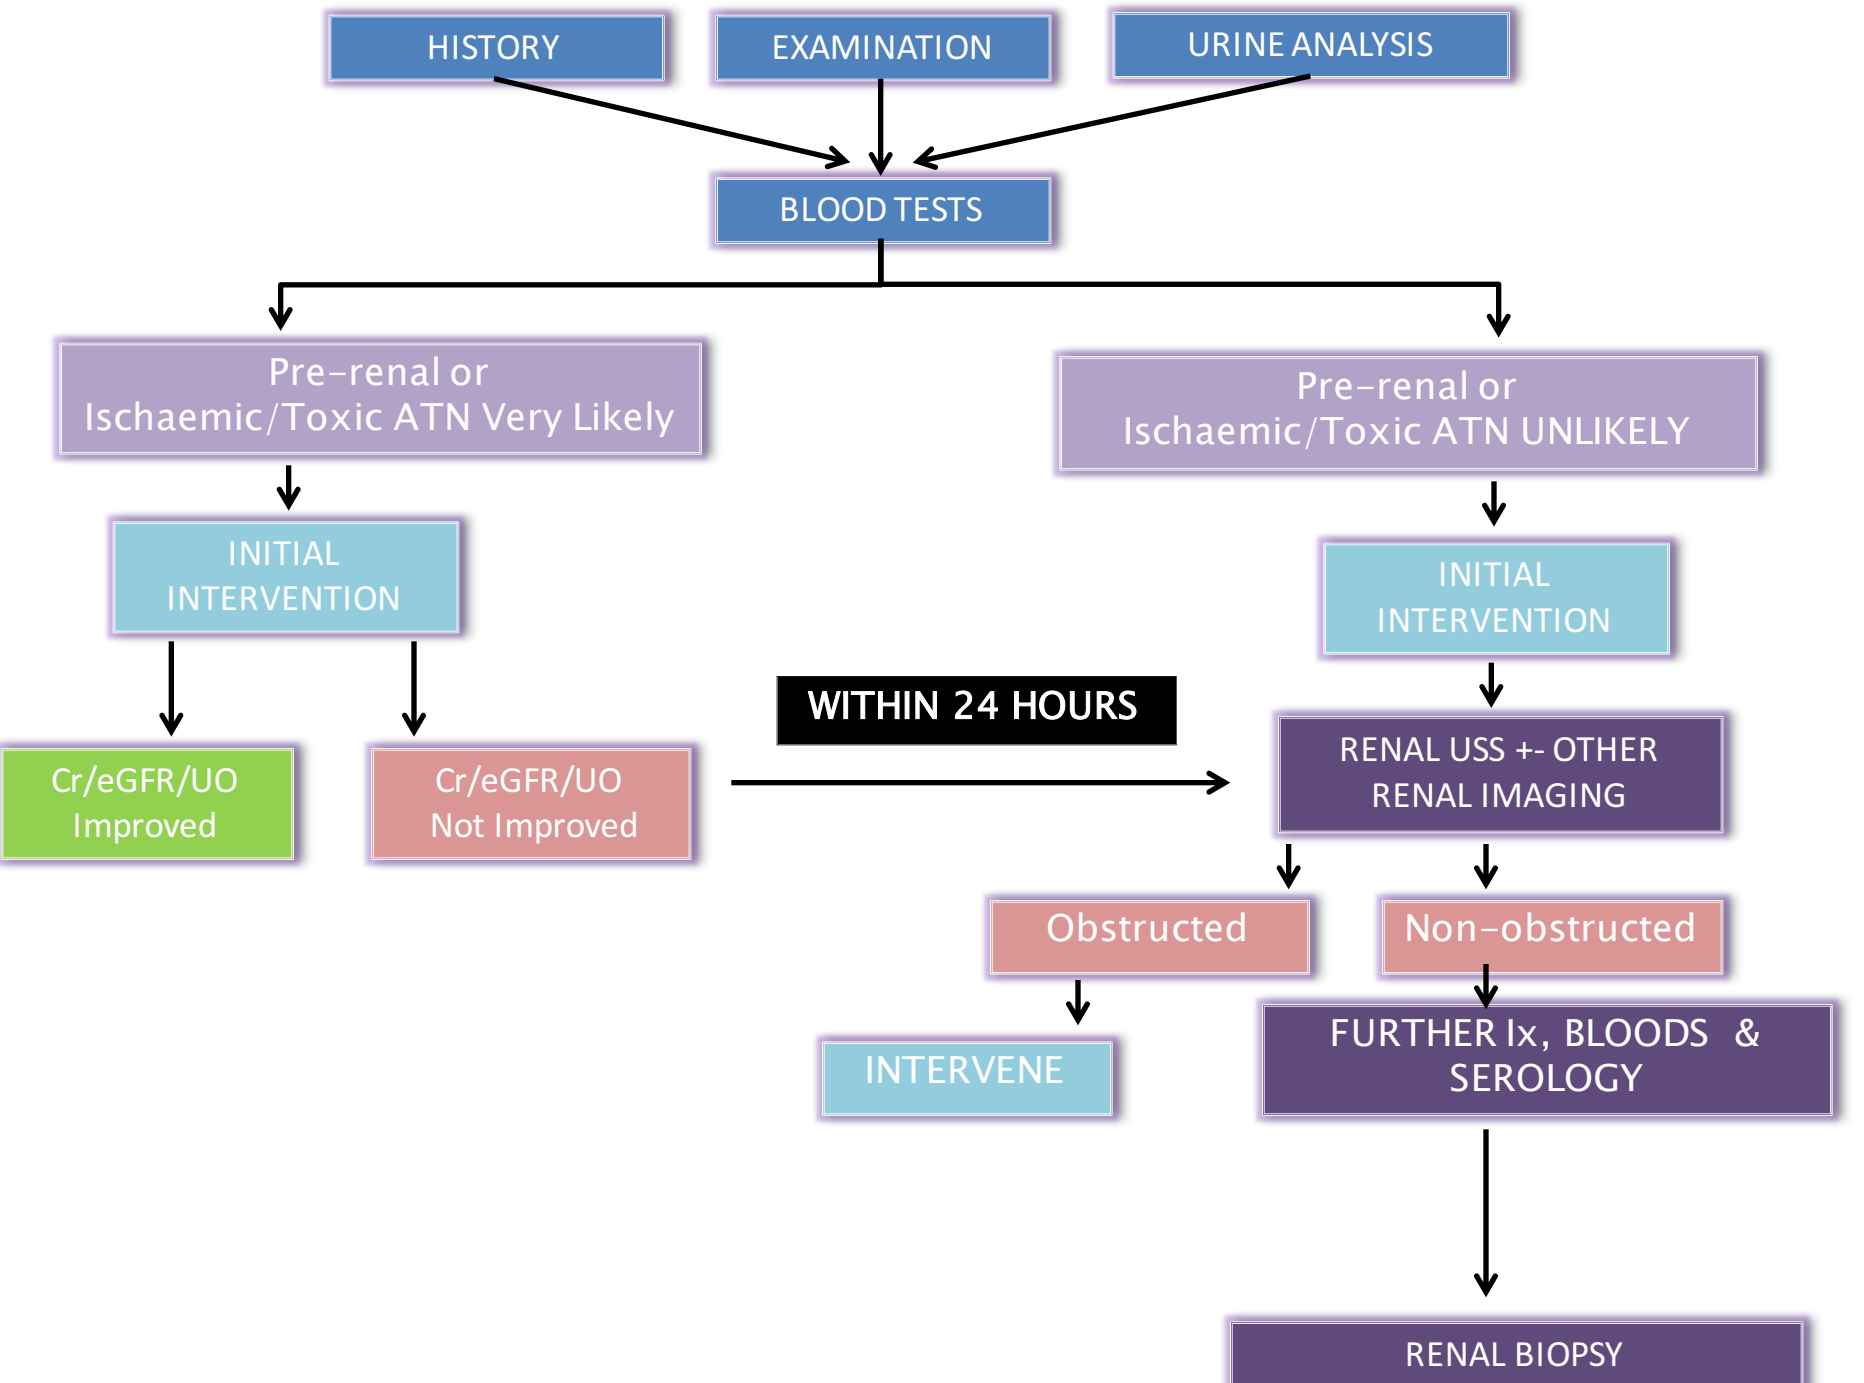 HISTORY
EXAMINATION
URINE ANALYSIS
BLOOD TESTS
Pre-renal or
Ischaemic/Toxic ATN Very Likely
Pre-renal or
Ischaemic/Toxic ATN UNLIKELY
INITIAL
INTERVENTION
INITIAL
INTERVENTION
WITHIN 24 HOURS
Cr/eGFR/UO
Improved
Cr/eGFR/UO
Not Improved
RENAL USS +- OTHER
RENAL IMAGING
Obstructed
Non-obstructed
INTERVENE
FURTHER Ix, BLOODS &
SEROLOGY
RENAL BIOPSY